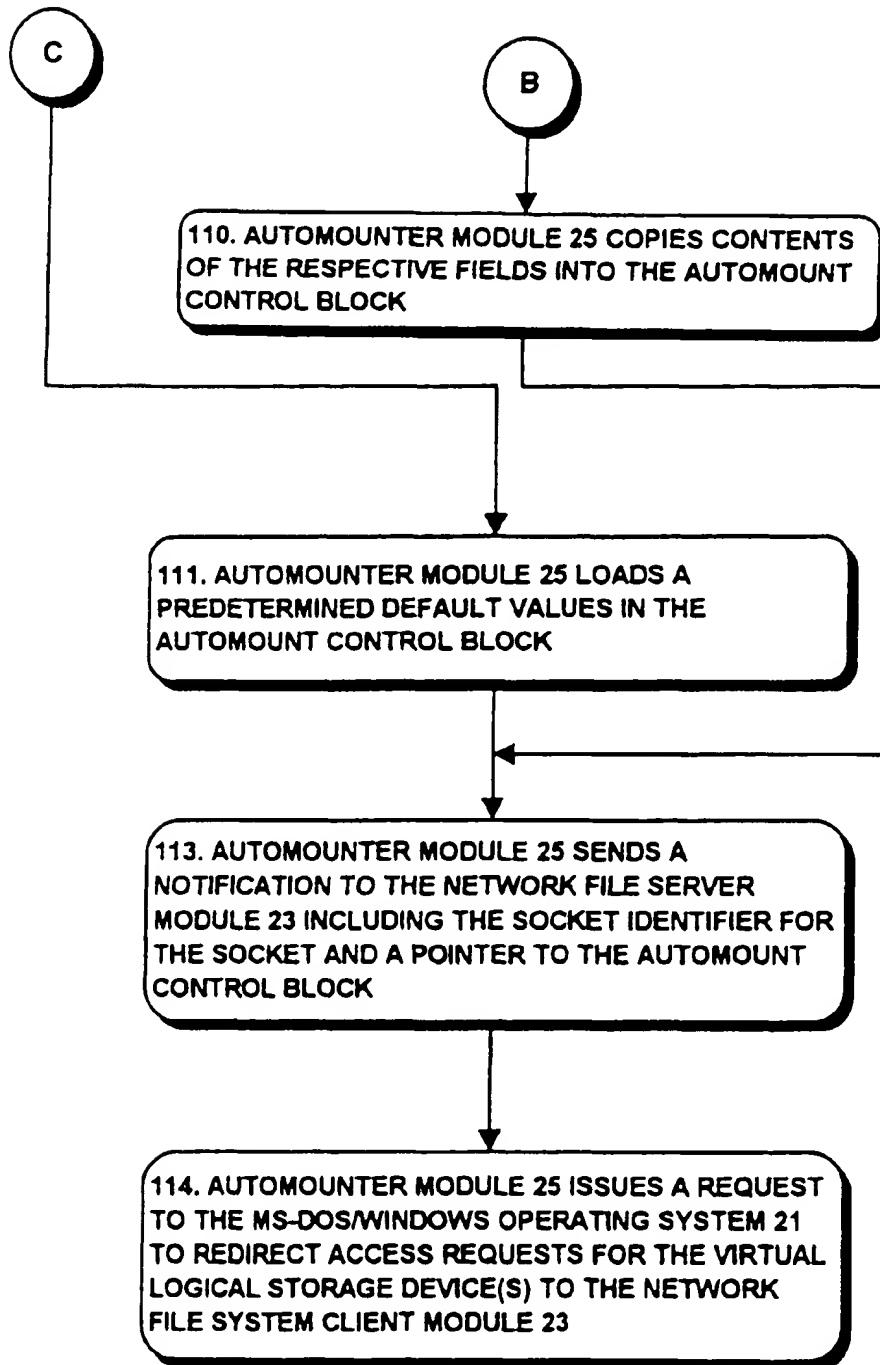 C
B
110. AUTOMOUNTER MODULE 25 COPIES CONTENTS
OF THE RESPECTIVE FIELDS INTO THE AUTOMOUNT
CONTROL BLOCK
111. AUTOMOUNTER MODULE 25 LOADS A
PREDETERMINED DEFAULT VALUES IN THE
AUTOMOUNT CONTROL BLOCK
113. AUTOMOUNTER MODULE 25 SENDS A
NOTIFICATION TO THE NETWORK FILE SERVER
MODULE 23 INCLUDING THE SOCKET IDENTIFIER FOR
THE SOCKET AND A POINTER TO THE AUTOMOUNT
CONTROL BLOCK
114. AUTOMOUNTER MODULE 25 ISSUES A REQUEST
TO THE MS-DOS/WINDOWS OPERATING SYSTEM 21
TO REDIRECT ACCESS REQUESTS FOR THE VIRTUAL
LOGICAL STORAGE DEVICE(S) TO THE NETWORK
FILE SYSTEM CLIENT MODULE 23